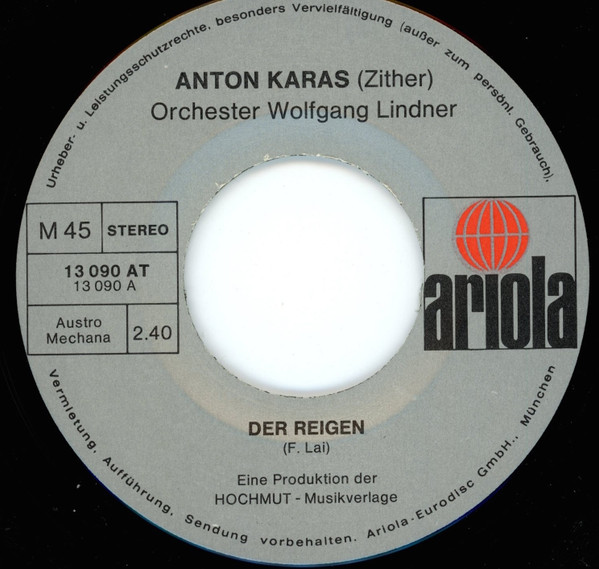 Urheber- u. Leistungsschutzrechte, besonders Vervielfältigung (außer zum persönl. Gebrauch),
ANTON KARAS (Zither)
Orchester Wolfgang Lindner
M 45 STEREO
13 090 AT
13 090 A
Austro
Mechana
2.40
ariola
DER REIGEN
(F. Lai)
Eine Produktion der
HOCHMUT - Musikverlage
Vermietung, Aufführung, Sendung vorbehalten. Ariola-Eurodisc GmbH., München